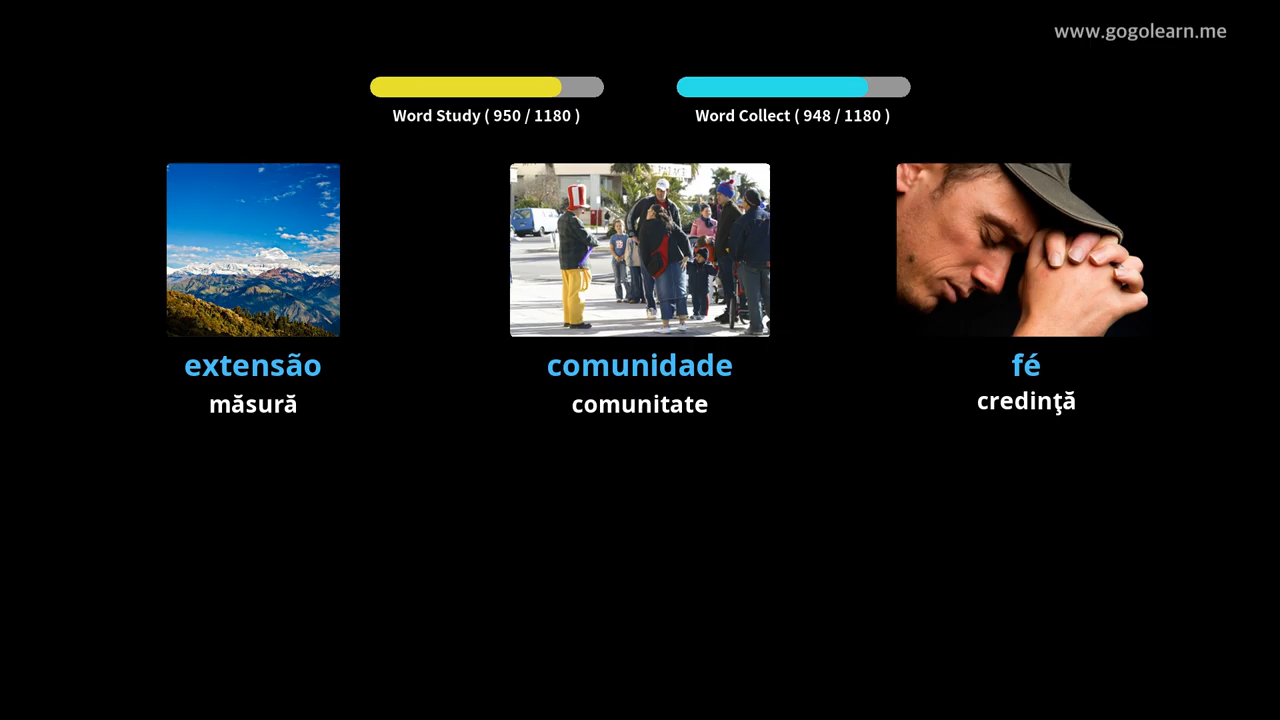 www.gogolearn.me
Word Study ( 950 / 1180 )
Word Collect ( 948 / 1180 )
extensão
comunidade
fé
măsură
comunitate
credinţă